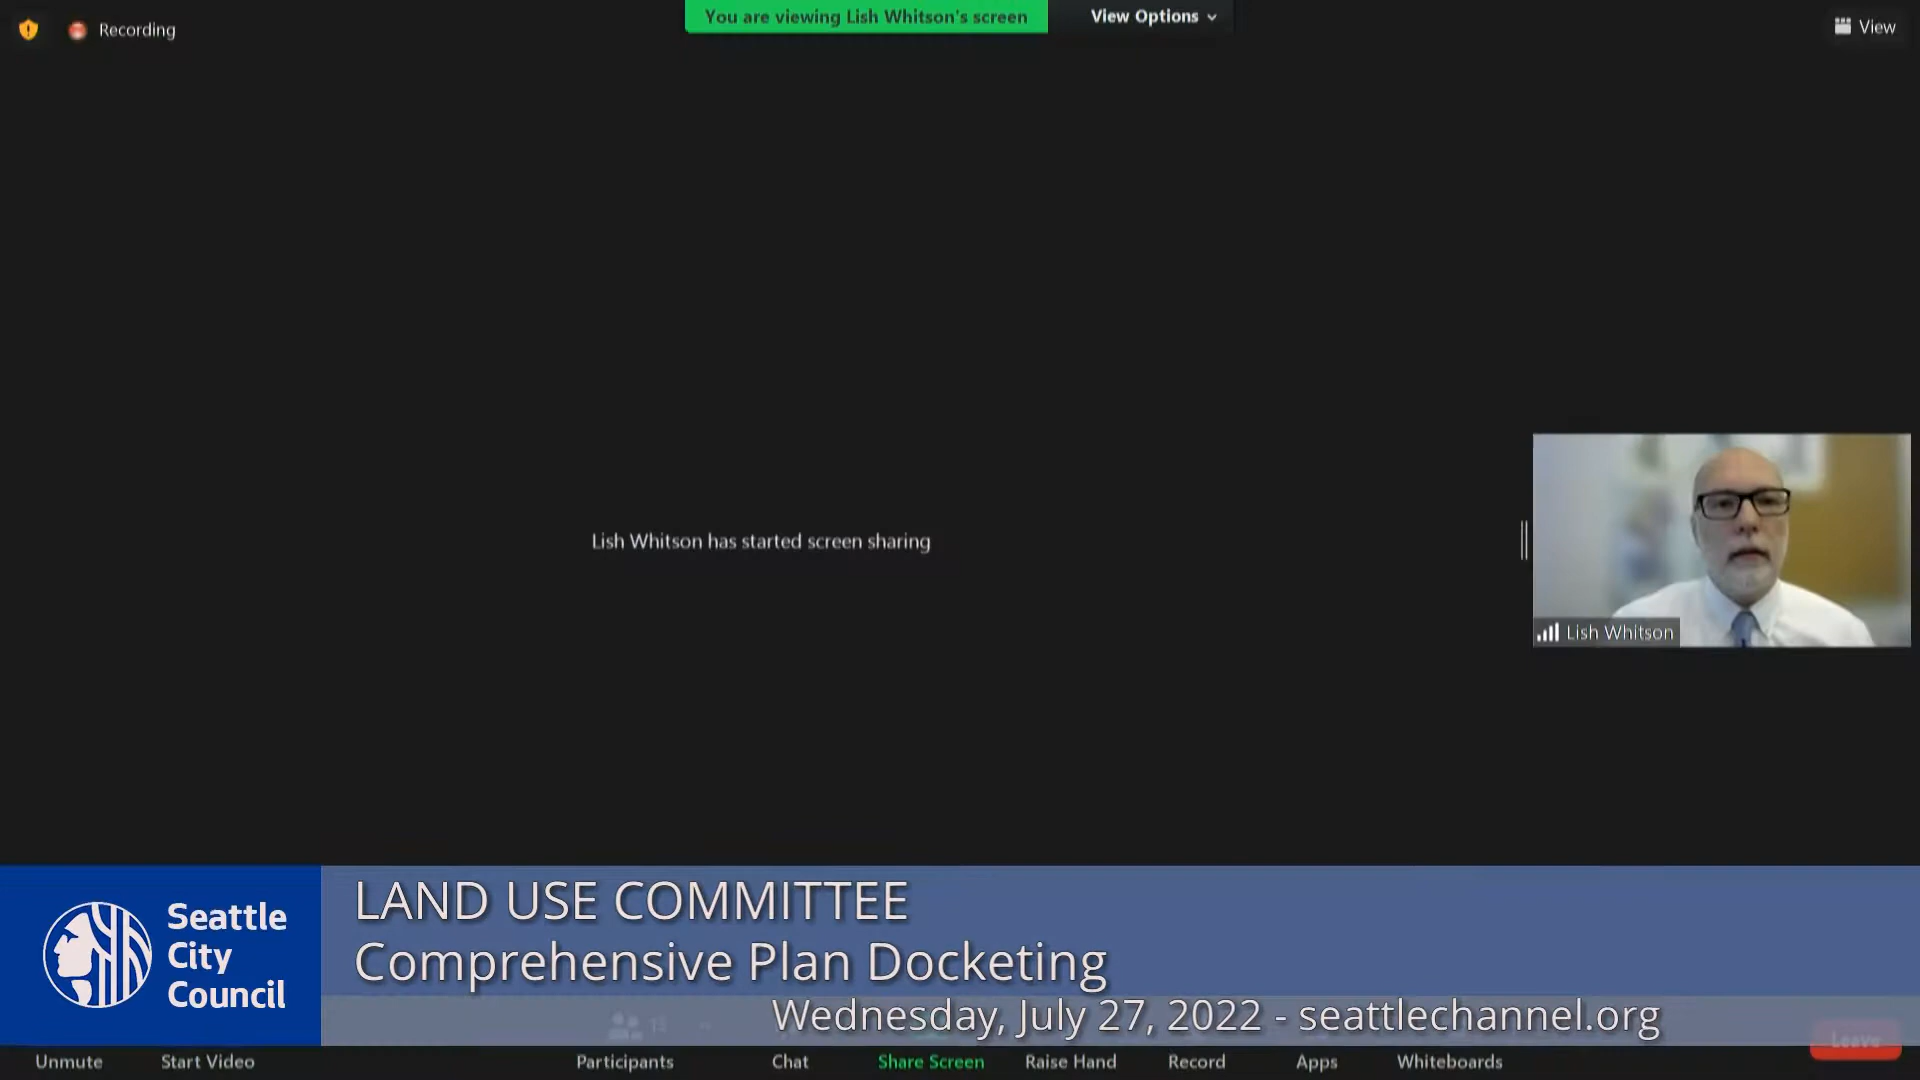 Recording
You are viewing Lish Whitson's screen
View Options
View
Lish Whitson has started screen sharing
Lish Whitson
Seattle
City
Council
LAND USE COMMITTEE
Comprehensive Plan Docketing
Wednesday, July 27, 2022 - seattlechannel.org
Unmute
Start Video
Participants
Chat
Share Screen
Raise Hand
Record
Apps
Whiteboards
Leave